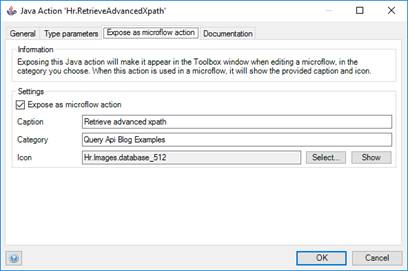 Java Action 'Hr.RetrieveAdvancedXpath'
General Type parameters Expose as microflow action Documentation
Information
Exposing this Java action will make it appear in the Toolbox window when editing a microflow, in the
category you choose. When this action is used in a microflow, it will show the provided caption and icon.
Settings
Expose as microflow action
Caption Retrieve advanced xpath
Category Query Api Blog Examples
Icon Hr.Images.database_512 Select... Show
OK Cancel